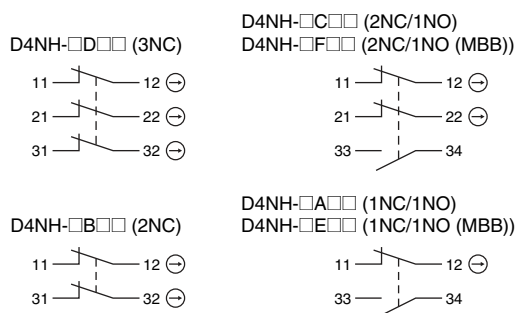 D4NH-□D□□ (3NC)
11 12
21 22
31 32
D4NH-□C□□ (2NC/1NO)
D4NH-□F□□ (2NC/1NO (MBB))
11 12
21 22
33 34
D4NH-□B□□ (2NC)
11 12
31 32
D4NH-□A□□ (1NC/1NO)
D4NH-□E□□ (1NC/1NO (MBB))
11 12
33 34